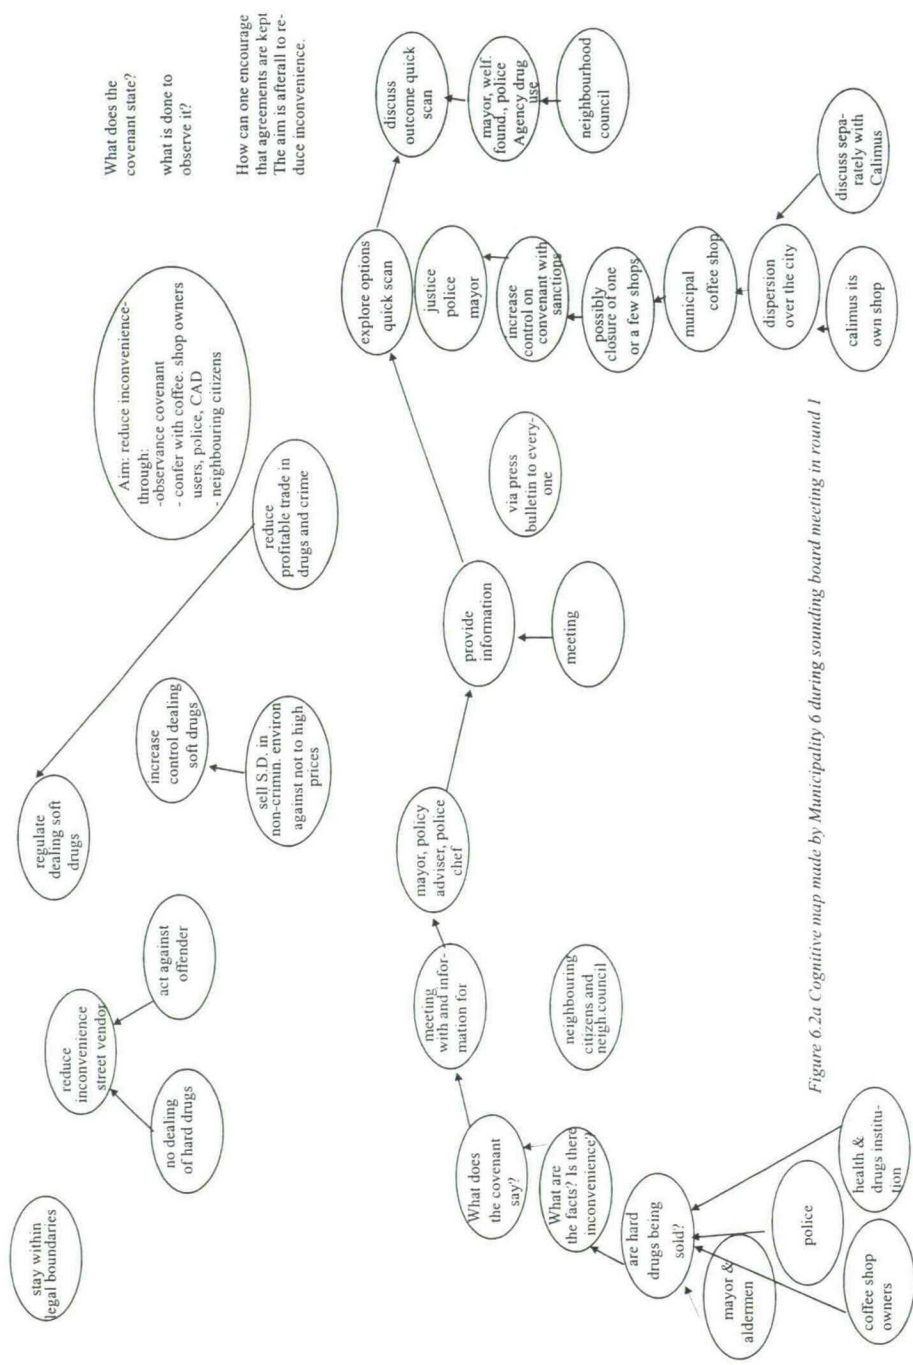 stay within
legal boundaries
reduce
inconvenience
street vendor
no dealing
of hard drugs
act against
offender
regulate
dealing soft
drugs
increase
control dealing
soft drugs
sell S.D. in
non-crimin. environ
against not to high
prices
reduce
profitable trade in
drugs and crime
Aim: reduce inconvenience-
through:
-observance covenant
- confer with coffee. shop owners
users, police, CAD
- neighbouring citizens
What does the
covenant state?
what is done to
observe it?
How can one encourage
that agreements are kept
The aim is afterall to re-
duce inconvenience.
What does
the covenant
say?
What are
the facts? Is there
inconvenience?
are hard
drugs being
sold?
mayor &
aldermen
coffee shop
owners
police
health &
drugs institu-
tion
meeting
with and infor-
mation for
neighbouring
citizens and
neigh.council
mayor, policy
adviser, police
chef
provide
information
meeting
via press
bulletin to every-
one
explore options
quick scan
justice
police
mayor
increase
control on
convenant with
sanctions
possibly
closure of one
or a few shops
municipal
coffee shop
dispersion
over the city
calimus its
own shop
discuss sepa-
rately with
Calimus
discuss
outcome quick
scan
mayor, welf.
found., police
Agency drug
use
neighbourhood
council
Figure 6.2a Cognitive map made by Municipality 6 during sounding board meeting in round 1